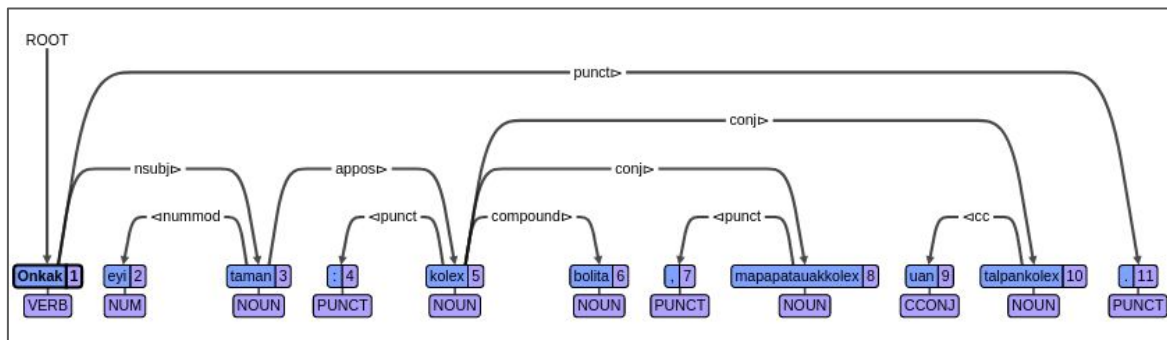 ROOT
punct⊳
conj⊳
nsubj⊳ appos⊳ conj⊳
⊲nummod ⊲punct compound⊳ ⊲punct ⊲cc
Onkak 1 eyi 2 taman 3 : 4 kolex 5 bolita 6 , 7 mapapatauakkolex 8 uan 9 talpankolex 10 . 11
VERB NUM NOUN PUNCT NOUN NOUN PUNCT NOUN CCONJ NOUN PUNCT